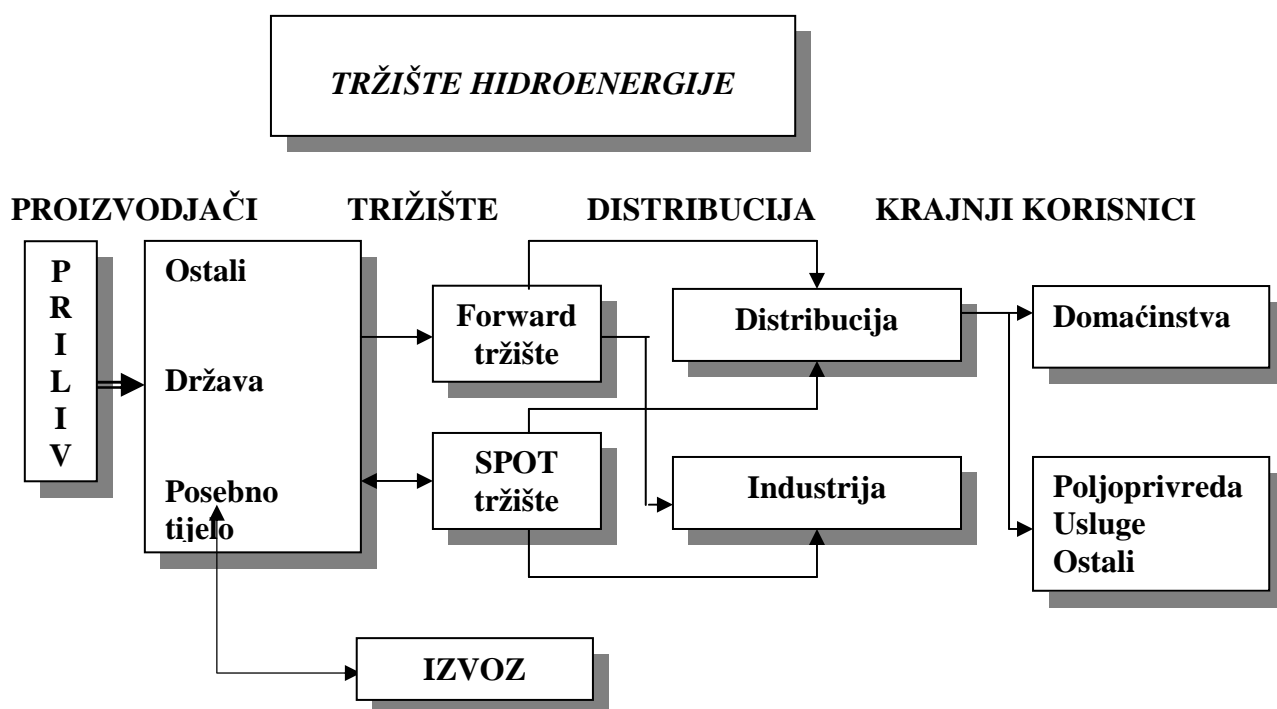 TRŽIŠTE HIDROENERGIJE
PROIZVODJAČI TRIŽIŠTE DISTRIBUCIJA KRAJNJI KORISNICI
P
R
I
L
I
V
Ostali
Država
Posebno
tijelo
Forward
tržište
SPOT
tržište
Distribucija
Industrija
Domaćinstva
Poljoprivreda
Usluge
Ostali
IZVOZ